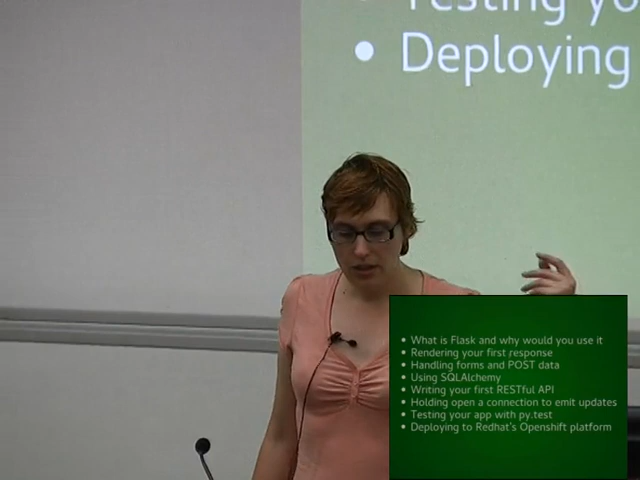 Testing yo
• Deploying
• What is Flask and why would you use it
• Rendering your first response
• Handling forms and POST data
• Using SQLAlchemy
• Writing your first RESTful API
• Holding open a connection to emit updates
• Testing your app with py.test
• Deploying to Redhat's Openshift platform